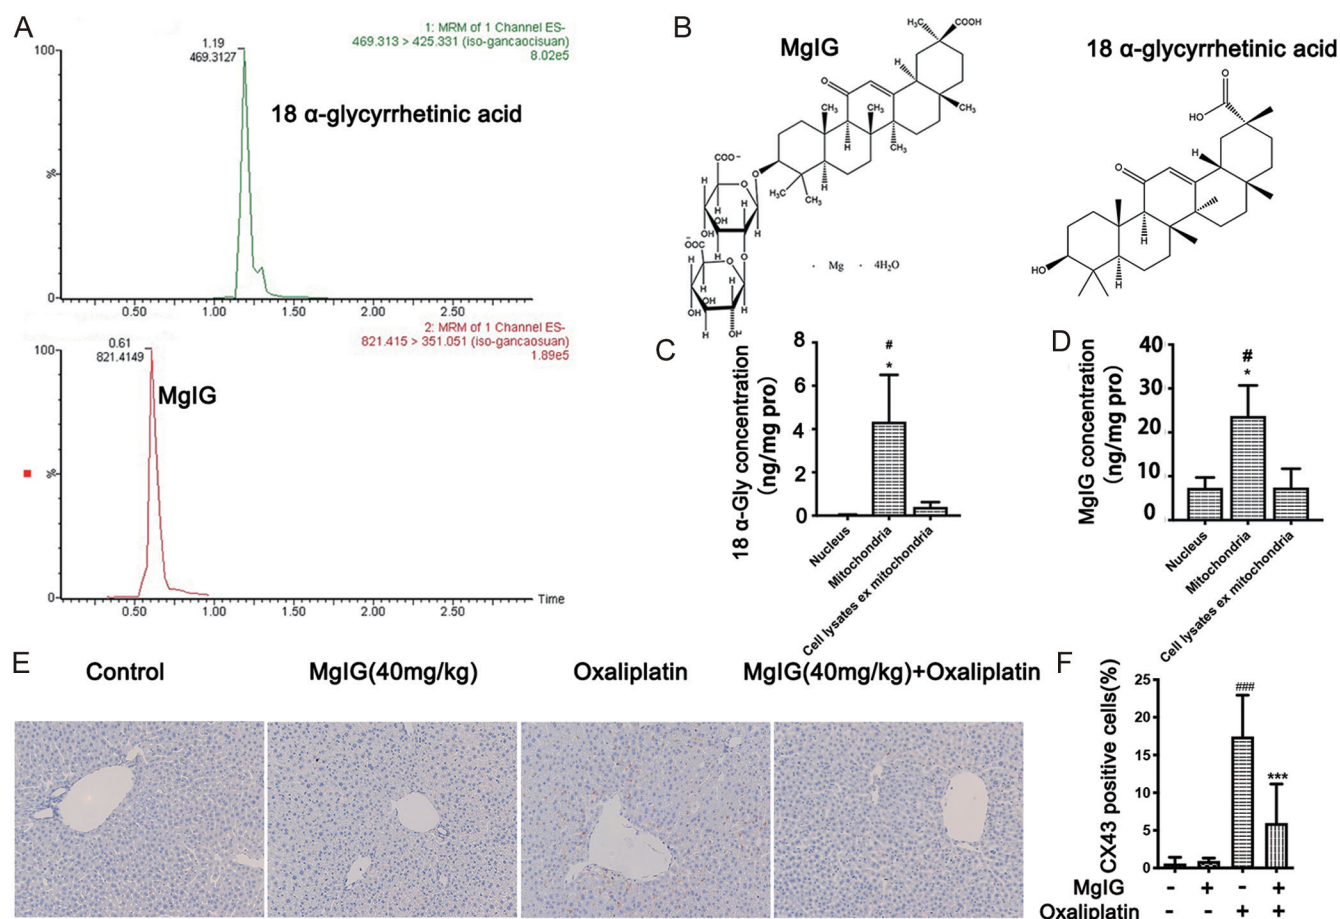 A
1: MRM of 1 Channel ES-
469.313 > 425.331 (iso-gancaocisuan)
8.02e5
1.19
469.3127
100
%
0
18 α-glycyrrhetinic acid
0.50 1.00 1.50 2.00 2.50
2: MRM of 1 Channel ES-
821.415 > 351.051 (iso-gancaosuan)
1.89e5
0.61
821.4149
100
%
0
MgIG
0.50 1.00 1.50 2.00 2.50
Time
B
MgIG
H₃C COOH
H
O
CH₃ CH₃ CH₃
H CH₃
COO⁻ O
H₃C CH₃ H
H O H
H
OH H
OH H
⁻OOC H O
H O H
H
OH H
OH H
H OH
· Mg · 4H₂O
18 α-glycyrrhetinic acid
O
HO
H
O
H
HO
H
C
18 α-Gly concentration
(ng/mg pro)
8
6
4
2
0
#
*
Nucleus
Mitochondria
Cell lysates ex mitochondria
D
MgIG concentration
(ng/mg pro)
40
30
20
10
0
#
*
Nucleus
Mitochondria
Cell lysates ex mitochondria
E
Control MgIG(40mg/kg) Oxaliplatin MgIG(40mg/kg)+Oxaliplatin
F
CX43 positive cells(%)
25
20
15
10
5
0
###
***
MgIG - + - +
Oxaliplatin - - + +